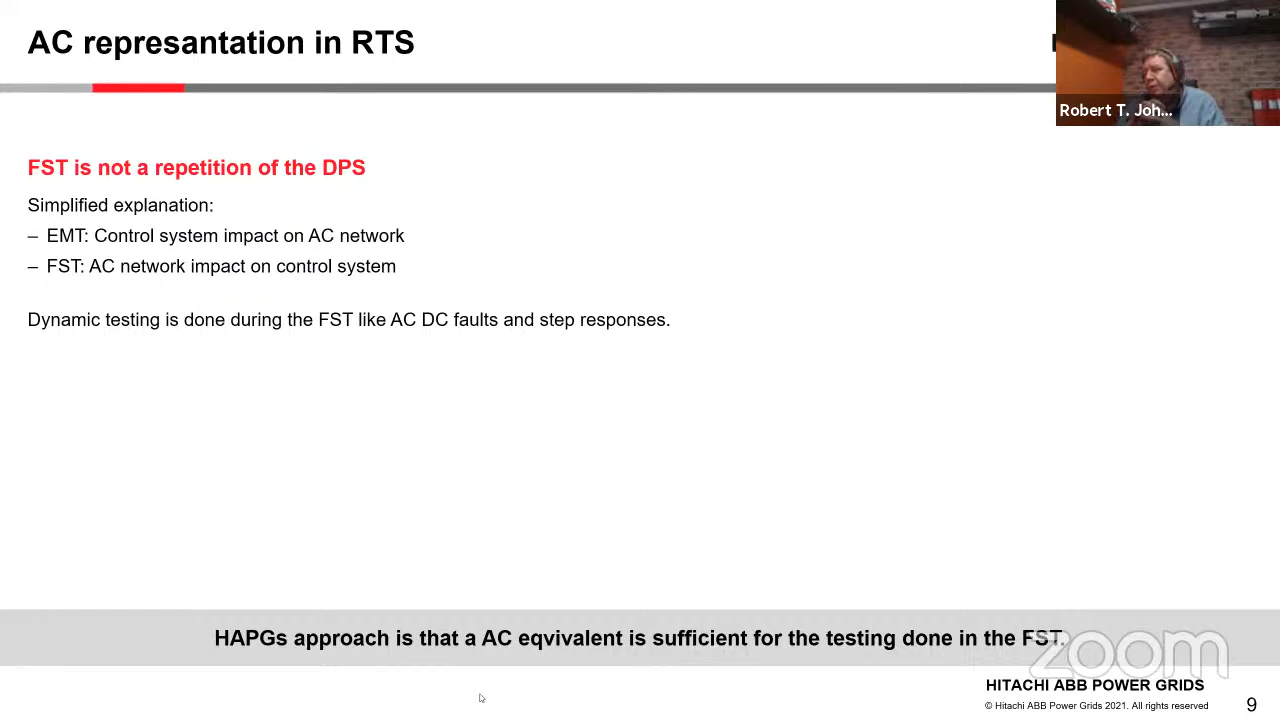 AC represantation in RTS
Robert T. Joh...
FST is not a repetition of the DPS
Simplified explanation:
– EMT: Control system impact on AC network
– FST: AC network impact on control system
Dynamic testing is done during the FST like AC DC faults and step responses.
HAPGs approach is that a AC eqvivalent is sufficient for the testing done in the FST.
zoom
HITACHI ABB POWER GRIDS
© Hitachi ABB Power Grids 2021. All rights reserved
9